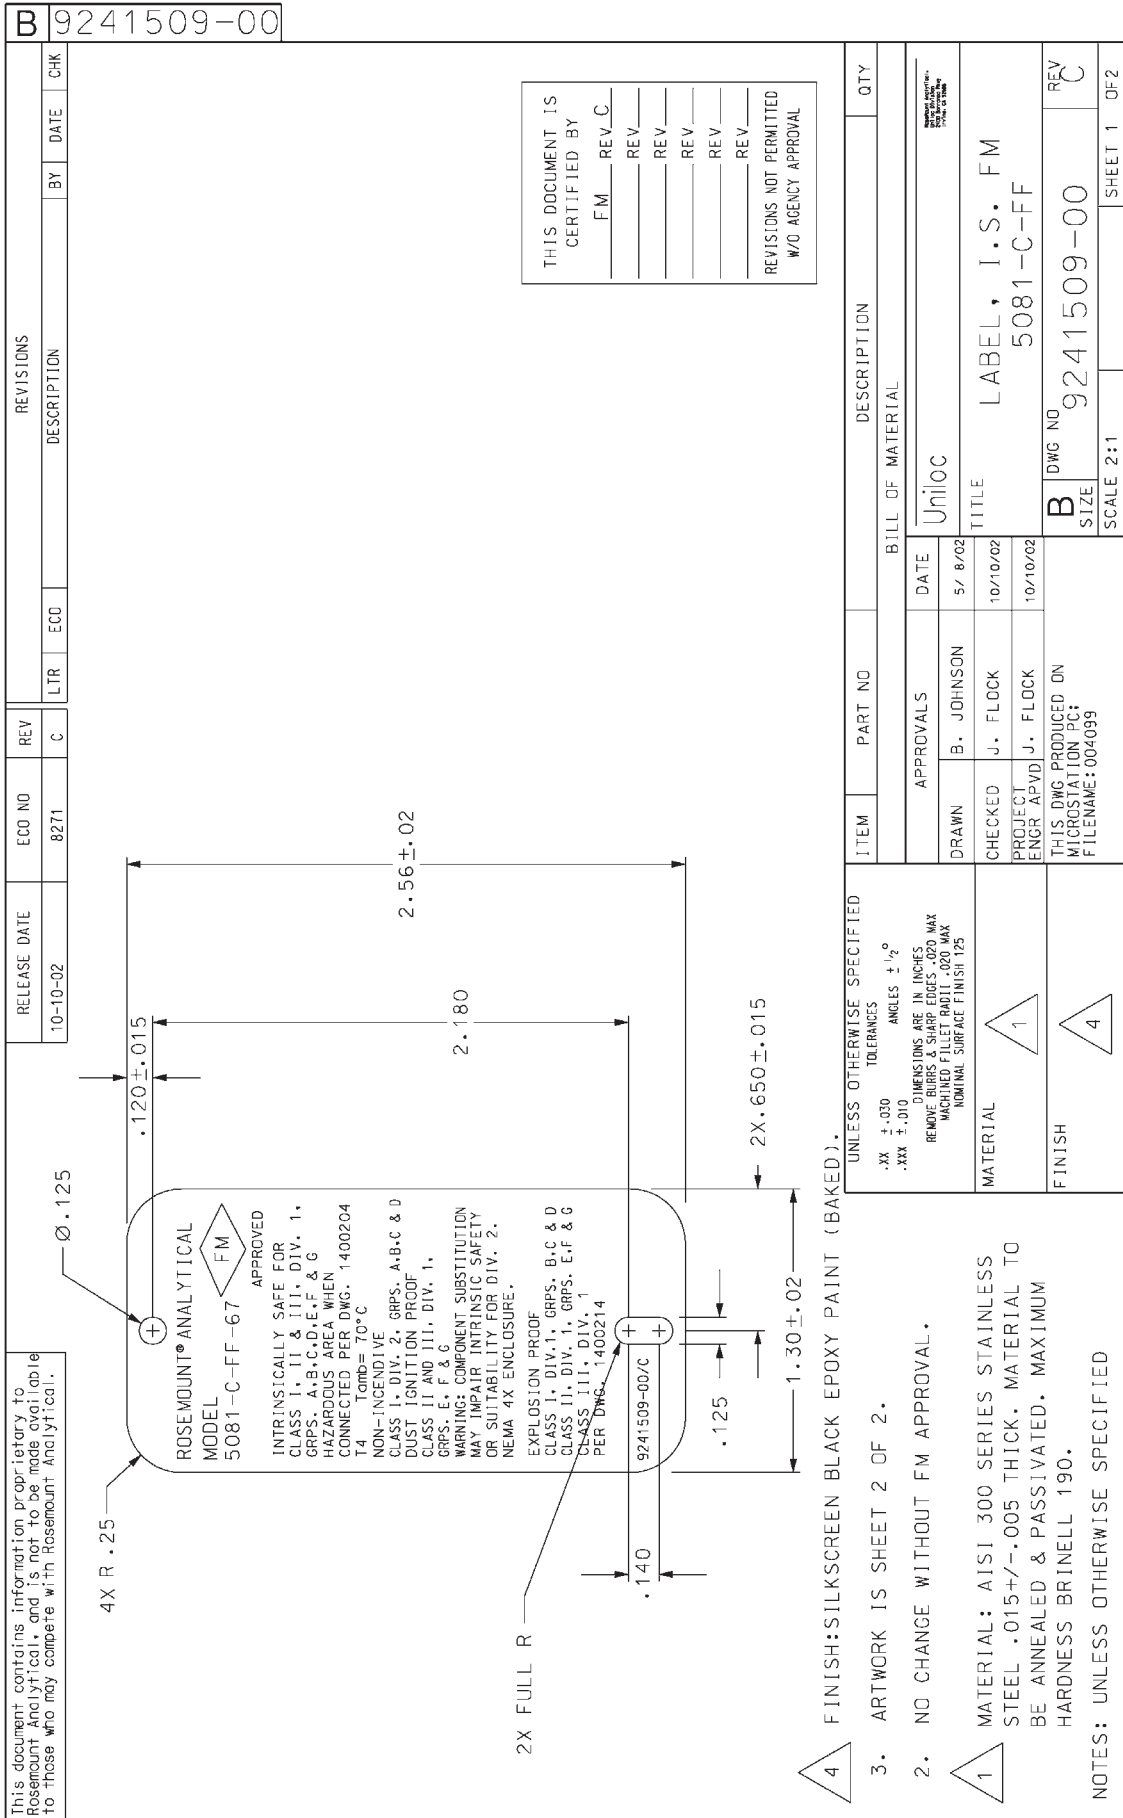 This document contains information proprietary to
Rosemount Analytical, and is not to be made available
to those who may compete with Rosemount Analytical.
RELEASE DATE ECO NO REV
10-10-02 8271 C
REVISIONS
LTR ECO DESCRIPTION BY DATE CHK
B 9241509-00
4X R .25
Ø.125
.120±.015
2.180
2.56±.02
2X.650±.015
1.30±.02
.125
.140
2X FULL R
ROSEMOUNT® ANALYTICAL
MODEL
5081-C-FF-67
FM
APPROVED
INTRINSICALLY SAFE FOR
CLASS I, II & III, DIV. 1,
GRPS. A,B,C,D,E,F & G
HAZARDOUS AREA WHEN
CONNECTED PER DWG. 1400204
T4 Tamb= 70°C
NON-INCENDIVE
CLASS I, DIV. 2, GRPS. A,B,C & D
DUST IGNITION PROOF
CLASS II AND III, DIV. 1,
GRPS. E, F & G
WARNING: COMPONENT SUBSTITUTION
MAY IMPAIR INTRINSIC SAFETY
OR SUITABILITY FOR DIV. 2.
NEMA 4X ENCLOSURE.
EXPLOSION PROOF
CLASS I, DIV.1, GRPS. B,C & D
CLASS II, DIV. 1, GRPS. E,F & G
CLASS III, DIV. 1
PER DWG. 1400214
9241509-00/C
THIS DOCUMENT IS
CERTIFIED BY
FM REV C
REV
REV
REV
REV
REV
REVISIONS NOT PERMITTED
W/O AGENCY APPROVAL
4 FINISH:SILKSCREEN BLACK EPOXY PAINT (BAKED).
3. ARTWORK IS SHEET 2 OF 2.
2. NO CHANGE WITHOUT FM APPROVAL.
1 MATERIAL: AISI 300 SERIES STAINLESS
STEEL .015+/-.005 THICK. MATERIAL TO
BE ANNEALED & PASSIVATED. MAXIMUM
HARDNESS BRINELL 190.
NOTES: UNLESS OTHERWISE SPECIFIED
UNLESS OTHERWISE SPECIFIED
TOLERANCES
.XX ±.030 ANGLES ± 1/2°
.XXX ±.010
DIMENSIONS ARE IN INCHES
REMOVE BURRS & SHARP EDGES .020 MAX
MACHINED FILLET RADII .020 MAX
NOMINAL SURFACE FINISH 125
MATERIAL 1
FINISH 4
ITEM PART NO DESCRIPTION QTY
BILL OF MATERIAL
APPROVALS DATE
DRAWN B. JOHNSON 5/ 8/02
CHECKED J. FLOCK 10/10/02
PROJECT
ENGR APVD J. FLOCK 10/10/02
THIS DWG PRODUCED ON
MICROSTATION PC:
FILENAME:004099
Uniloc
TITLE
LABEL, I.S. FM
5081-C-FF
B SIZE
DWG NO
9241509-00
REV
C
SCALE 2:1 SHEET 1 OF2